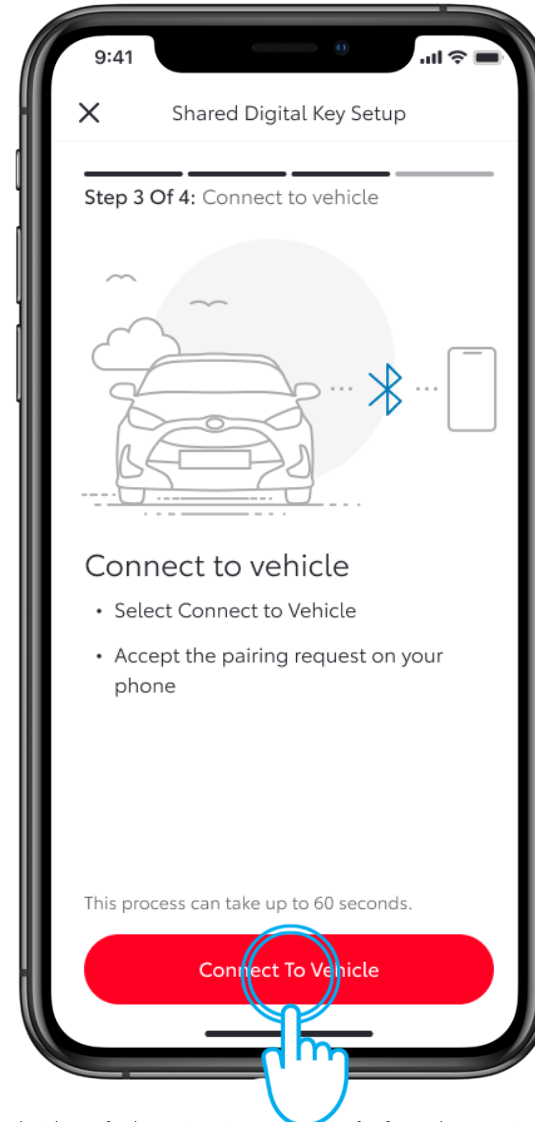 9:41
Shared Digital Key Setup
Step 3 Of 4: Connect to vehicle
Connect to vehicle
• Select Connect to Vehicle
• Accept the pairing request on your
phone
This process can take up to 60 seconds.
Connect To Vehicle